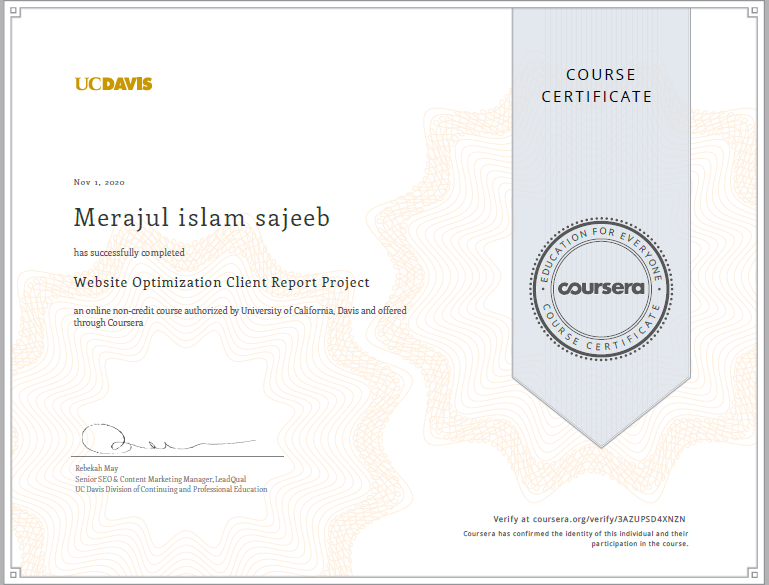 UCDAVIS
COURSE
CERTIFICATE
Nov 1, 2020
Merajul islam sajeeb
has successfully completed
Website Optimization Client Report Project
an online non-credit course authorized by University of California, Davis and offered
through Coursera
EDUCATION FOR EVERYONE
coursera
COURSE CERTIFICATE
Rebekah May
Senior SEO & Content Marketing Manager, LeadQual
UC Davis Division of Continuing and Professional Education
Verify at coursera.org/verify/3AZUPSD4XNZN
Coursera has confirmed the identity of this individual and their
participation in the course.